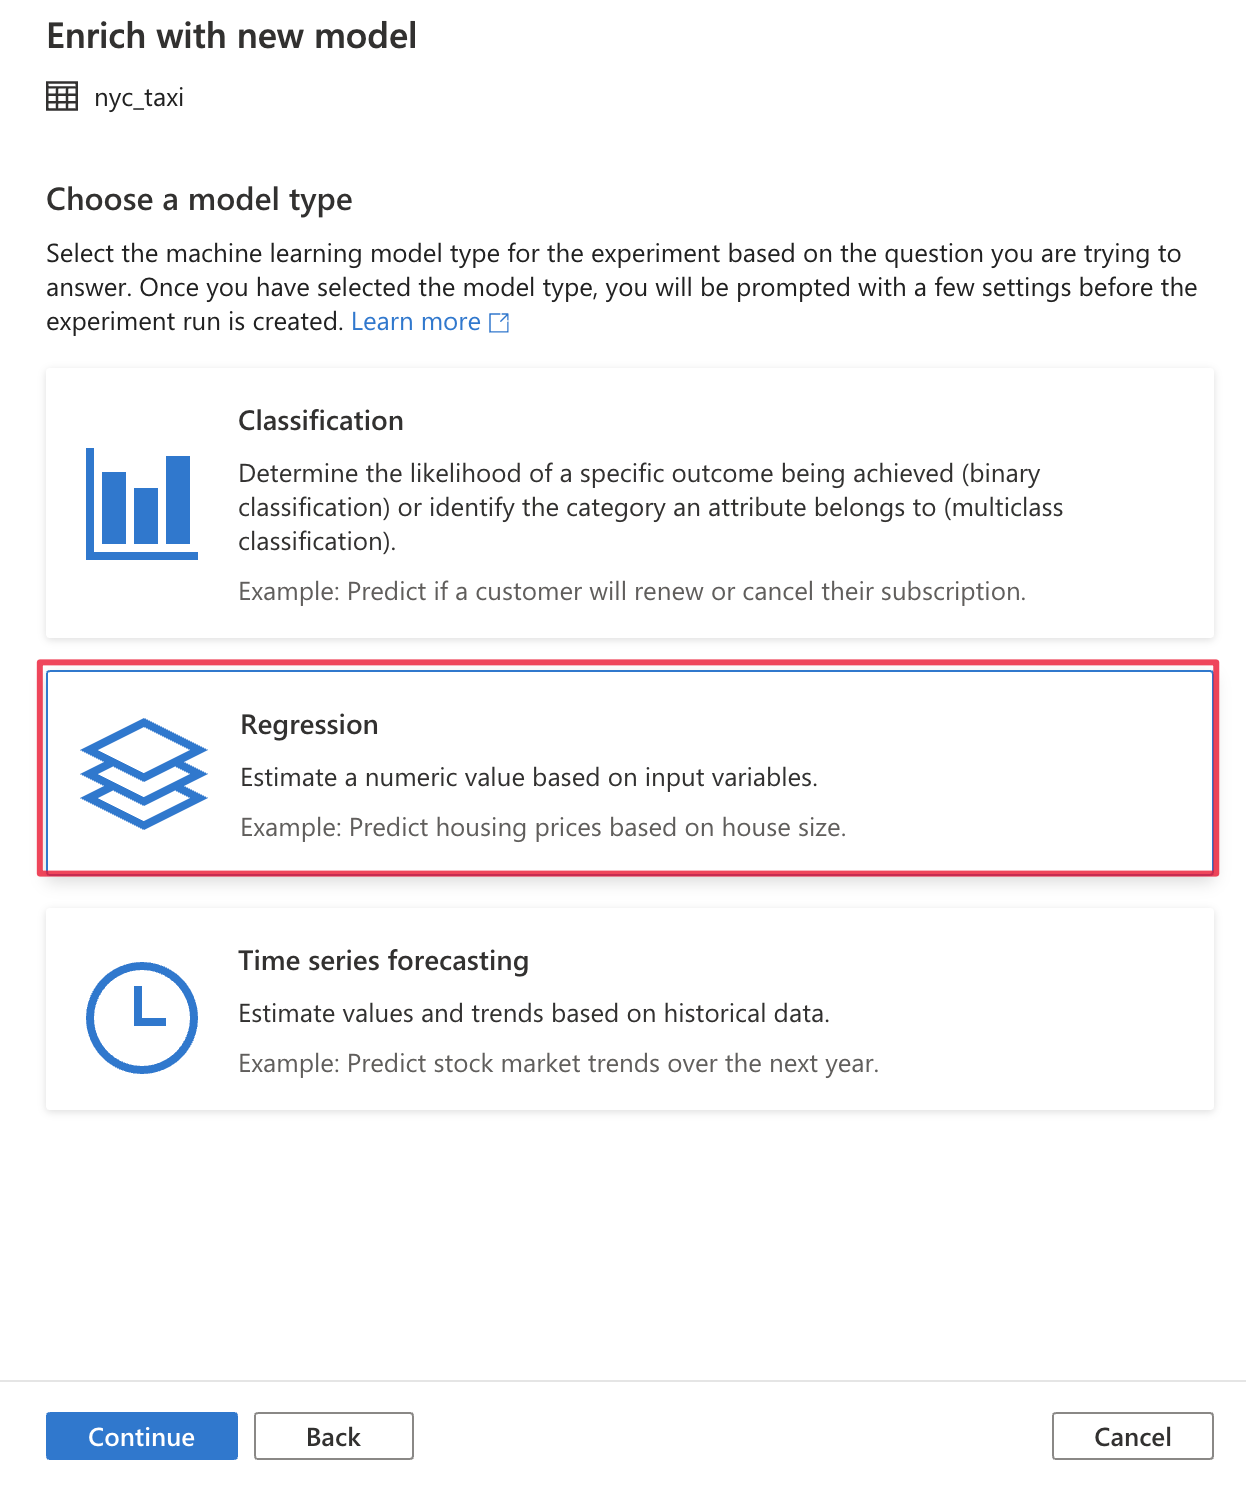 Enrich with new model
nyc_taxi
Choose a model type
Select the machine learning model type for the experiment based on the question you are trying to
answer. Once you have selected the model type, you will be prompted with a few settings before the
experiment run is created. Learn more
Classification
Determine the likelihood of a specific outcome being achieved (binary
classification) or identify the category an attribute belongs to (multiclass
classification).
Example: Predict if a customer will renew or cancel their subscription.
Regression
Estimate a numeric value based on input variables.
Example: Predict housing prices based on house size.
Time series forecasting
Estimate values and trends based on historical data.
Example: Predict stock market trends over the next year.
Continue
Back
Cancel